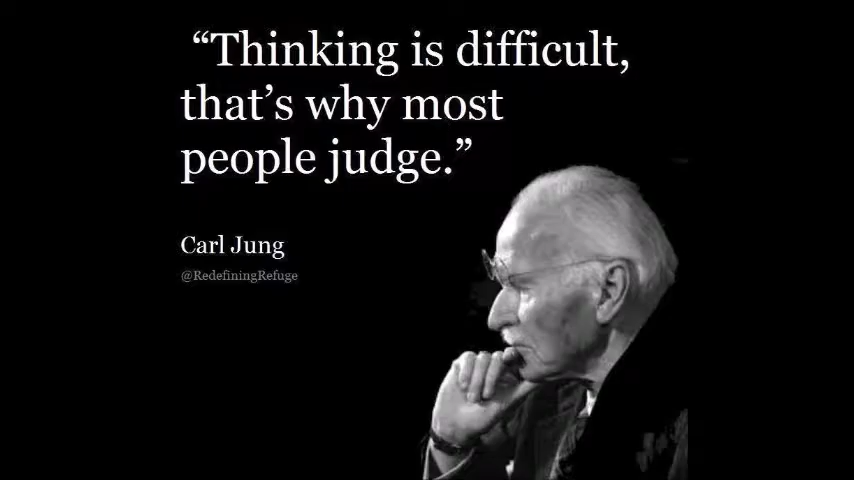 “Thinking is difficult,
that’s why most
people judge.”
Carl Jung
@RedefiningRefuge